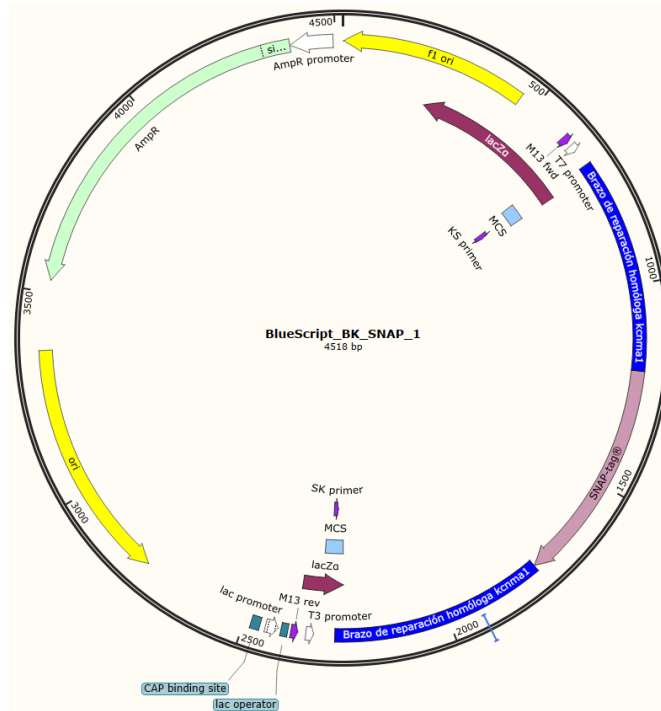 4500
si...
AmpR promoter
f1 ori
500
4000
AmpR
lacZα
M13 fwd
T7 promoter
Brazo de reparación homóloga kcnma1
MCS
KS primer
1000
3500
BlueScript_BK_SNAP_1
4518 bp
SNAP-tag®
1500
ori
3000
SK primer
MCS
lacZα
M13 rev
T3 promoter
lac promoter
Brazo de reparación homóloga kcnma1
2000
2500
CAP binding site
lac operator